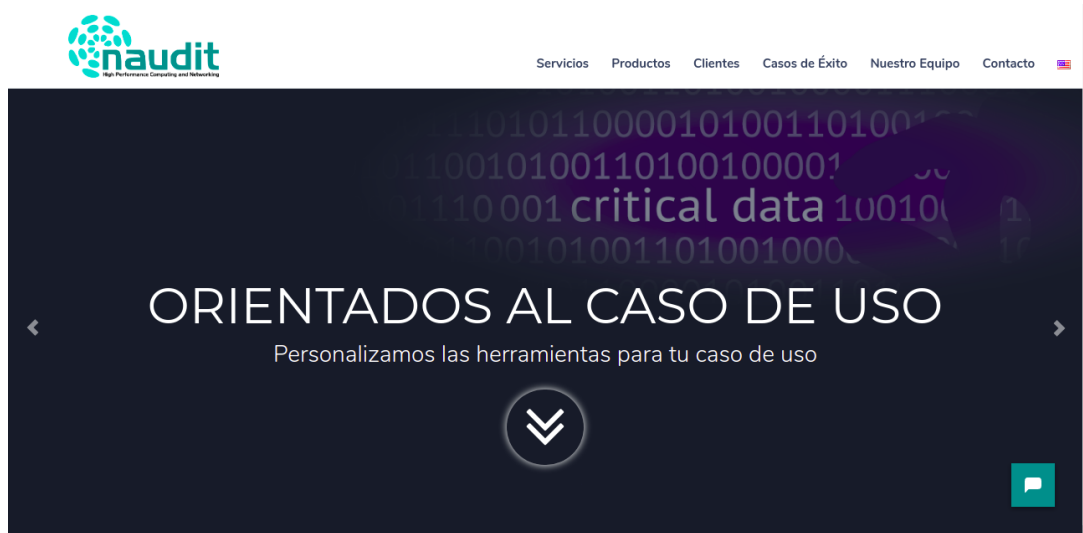 naudit
High Performance Computing and Networking
Servicios Productos Clientes Casos de Éxito Nuestro Equipo Contacto
critical data
ORIENTADOS AL CASO DE USO
Personalizamos las herramientas para tu caso de uso